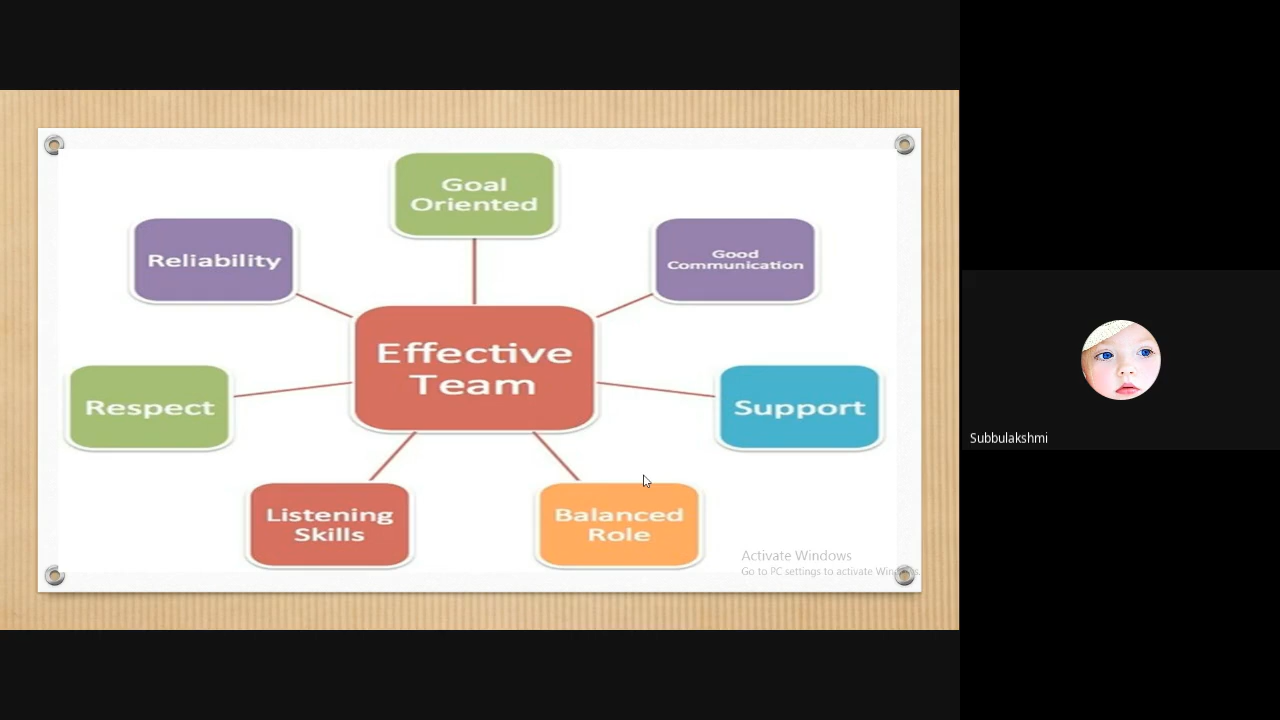 Goal
Oriented
Reliability
Good
Communication
Effective
Team
Respect
Support
Listening
Skills
Balanced
Role
Activate Windows
Go to PC settings to activate Windows.
Subbulakshmi